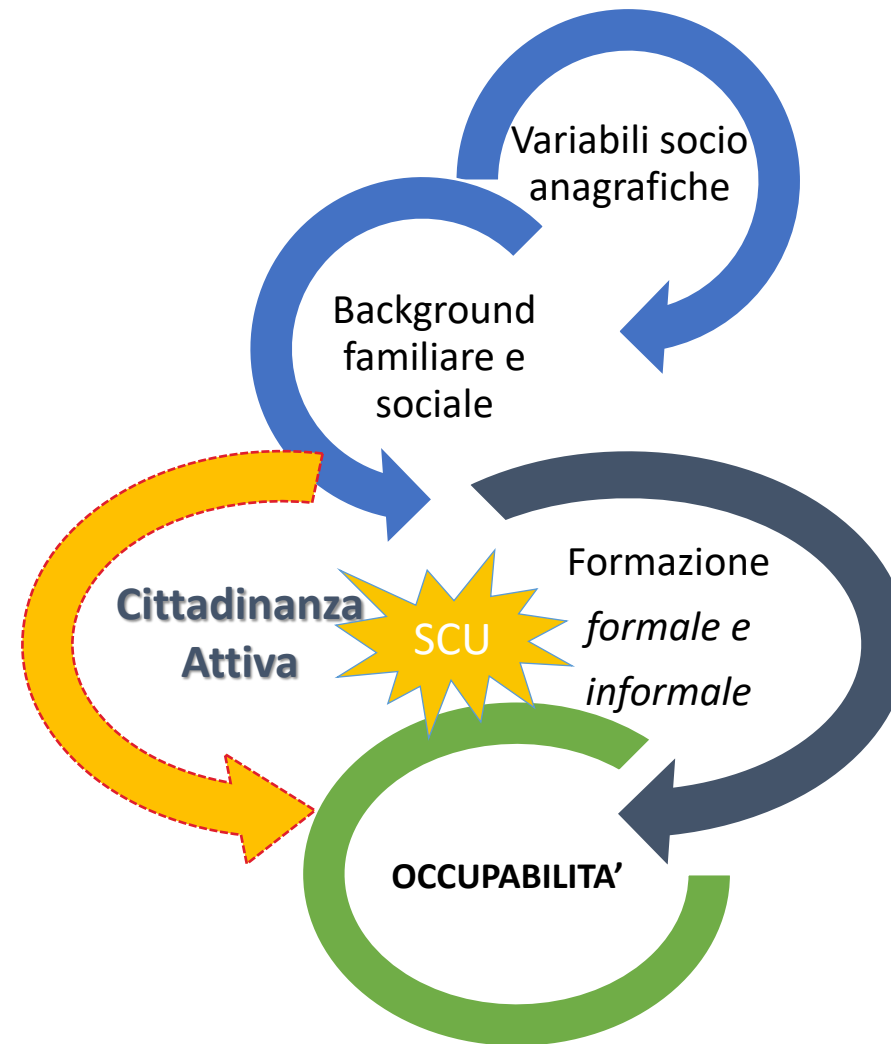 Variabili socio
anagrafiche
Background
familiare e
sociale
Cittadinanza
Attiva
SCU
Formazione
formale e
informale
OCCUPABILITA’